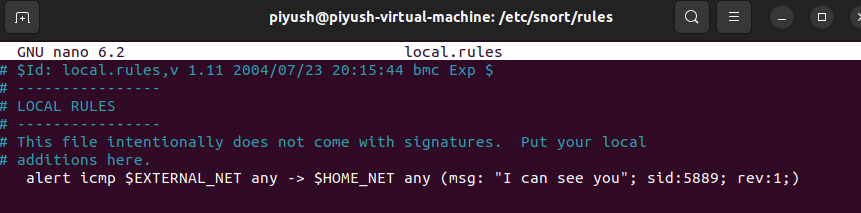 piyush@piyush-virtual-machine: /etc/snort/rules
GNU nano 6.2 local.rules
# $Id: local.rules,v 1.11 2004/07/23 20:15:44 bmc Exp $
# ----------------
# LOCAL RULES
# ----------------
# This file intentionally does not come with signatures.  Put your local
# additions here.
alert icmp $EXTERNAL_NET any -> $HOME_NET any (msg: "I can see you"; sid:5889; rev:1;)